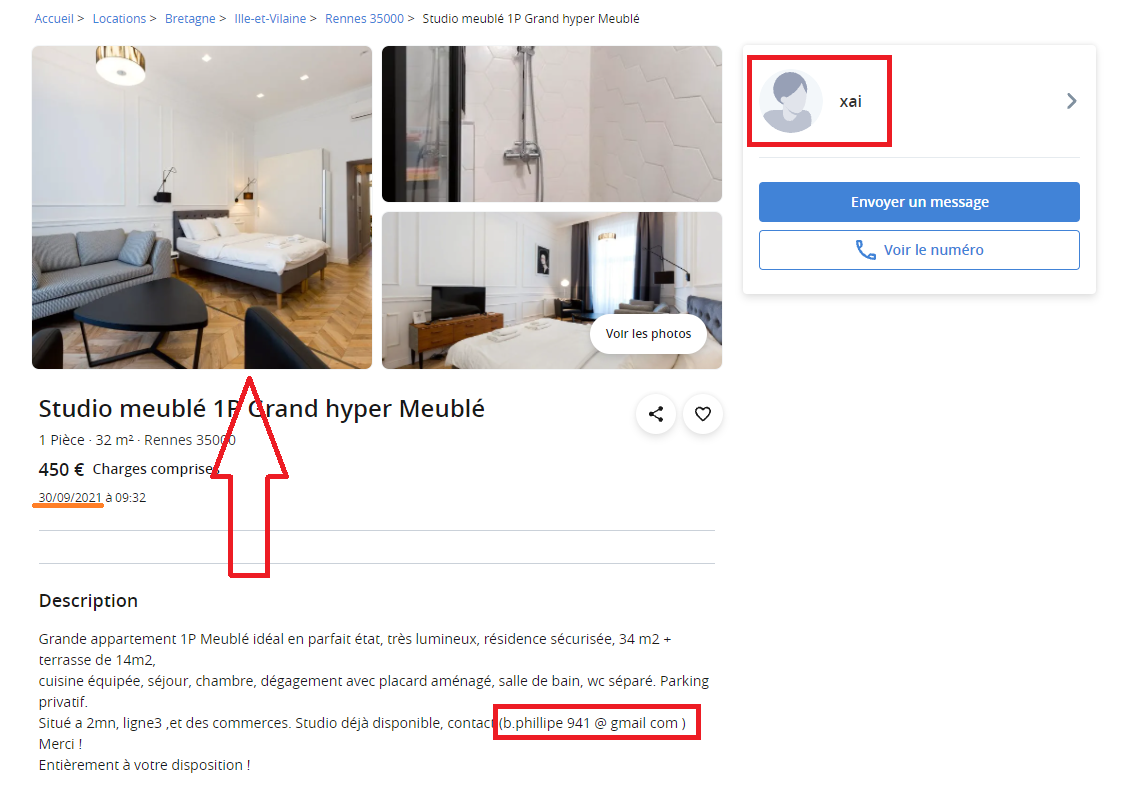 Accueil > Locations > Bretagne > Ille-et-Vilaine > Rennes 35000 > Studio meublé 1P Grand hyper Meublé
xai
Envoyer un message
Voir le numéro
Voir les photos
Studio meublé 1P Grand hyper Meublé
1 Pièce · 32 m² · Rennes 35000
450 € Charges comprises
30/09/2021 à 09:32
Description
Grande appartement 1P Meublé idéal en parfait état, très lumineux, résidence sécurisée, 34 m2 +
terrasse de 14m2,
cuisine équipée, séjour, chambre, dégagement avec placard aménagé, salle de bain, wc séparé. Parking
privatif.
Situé a 2mn, ligne3 ,et des commerces. Studio déjà disponible, contact (b.phillipe 941 @ gmail com )
Merci !
Entièrement à votre disposition !